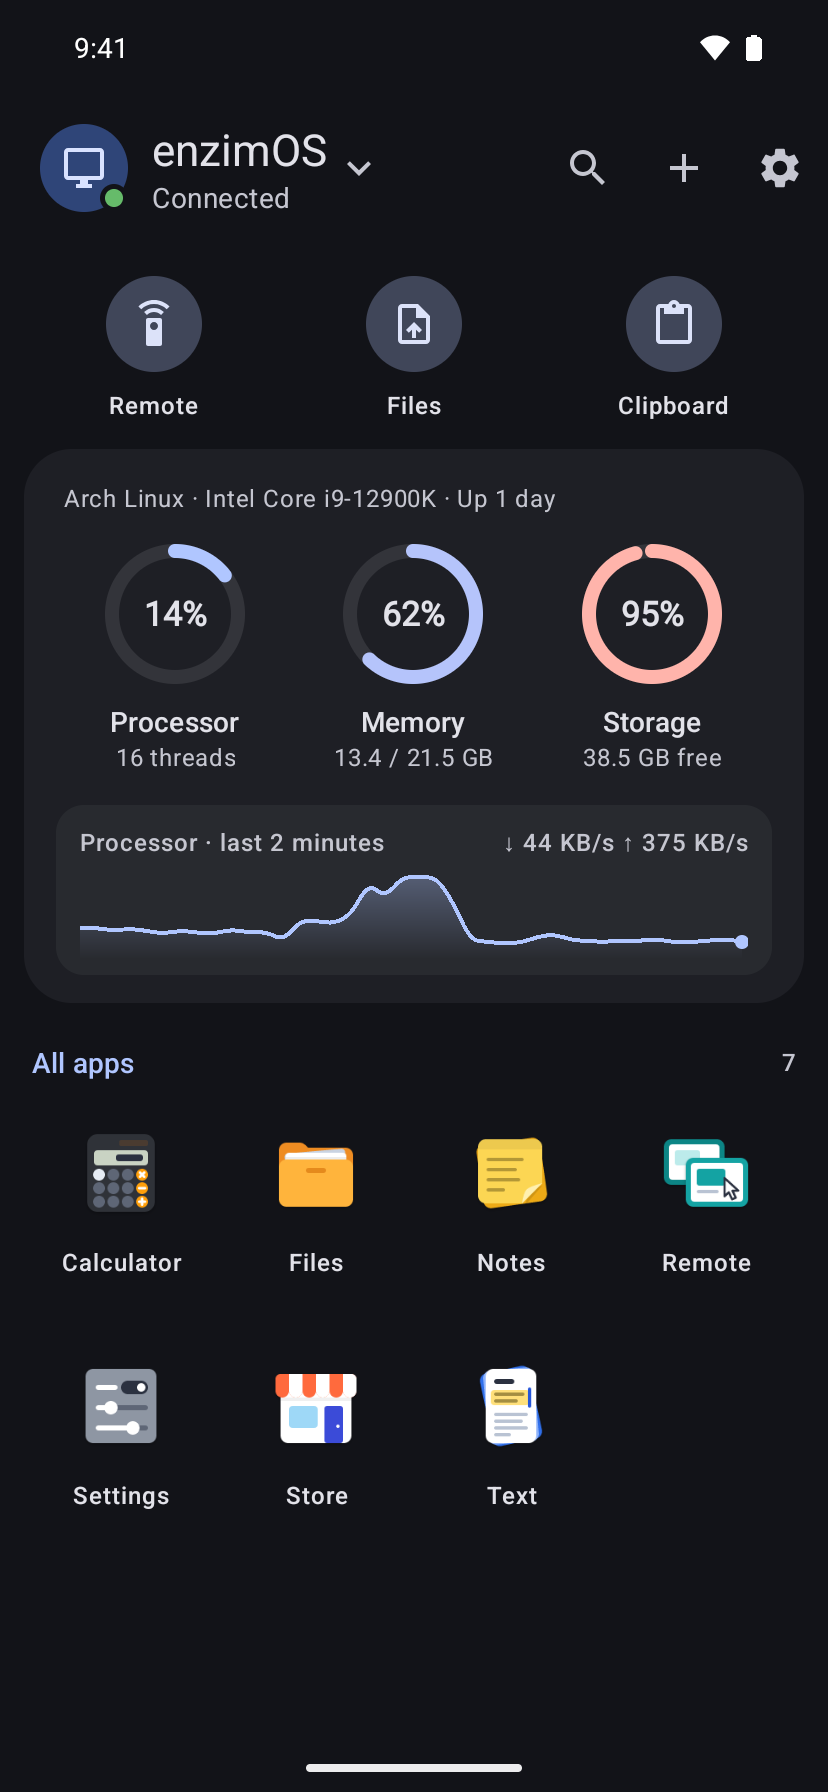 9:41
enzimOS
Connected
Remote
Files
Clipboard
Arch Linux · Intel Core i9-12900K · Up 1 day
14%
62%
95%
Processor
Memory
Storage
16 threads
13.4 / 21.5 GB
38.5 GB free
Processor · last 2 minutes
↓ 44 KB/s ↑ 375 KB/s
All apps
7
Calculator
Files
Notes
Remote
Settings
Store
Text